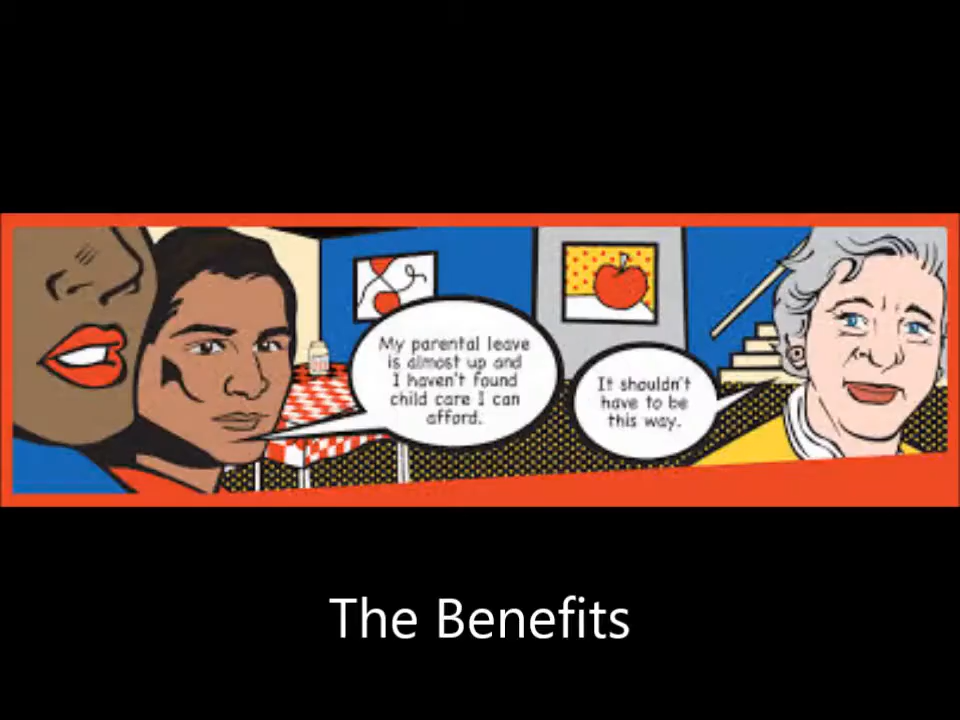 My parental leave
is almost up and
I haven't found
child care I can
afford.
It shouldn't
have to be
this way.
The Benefits